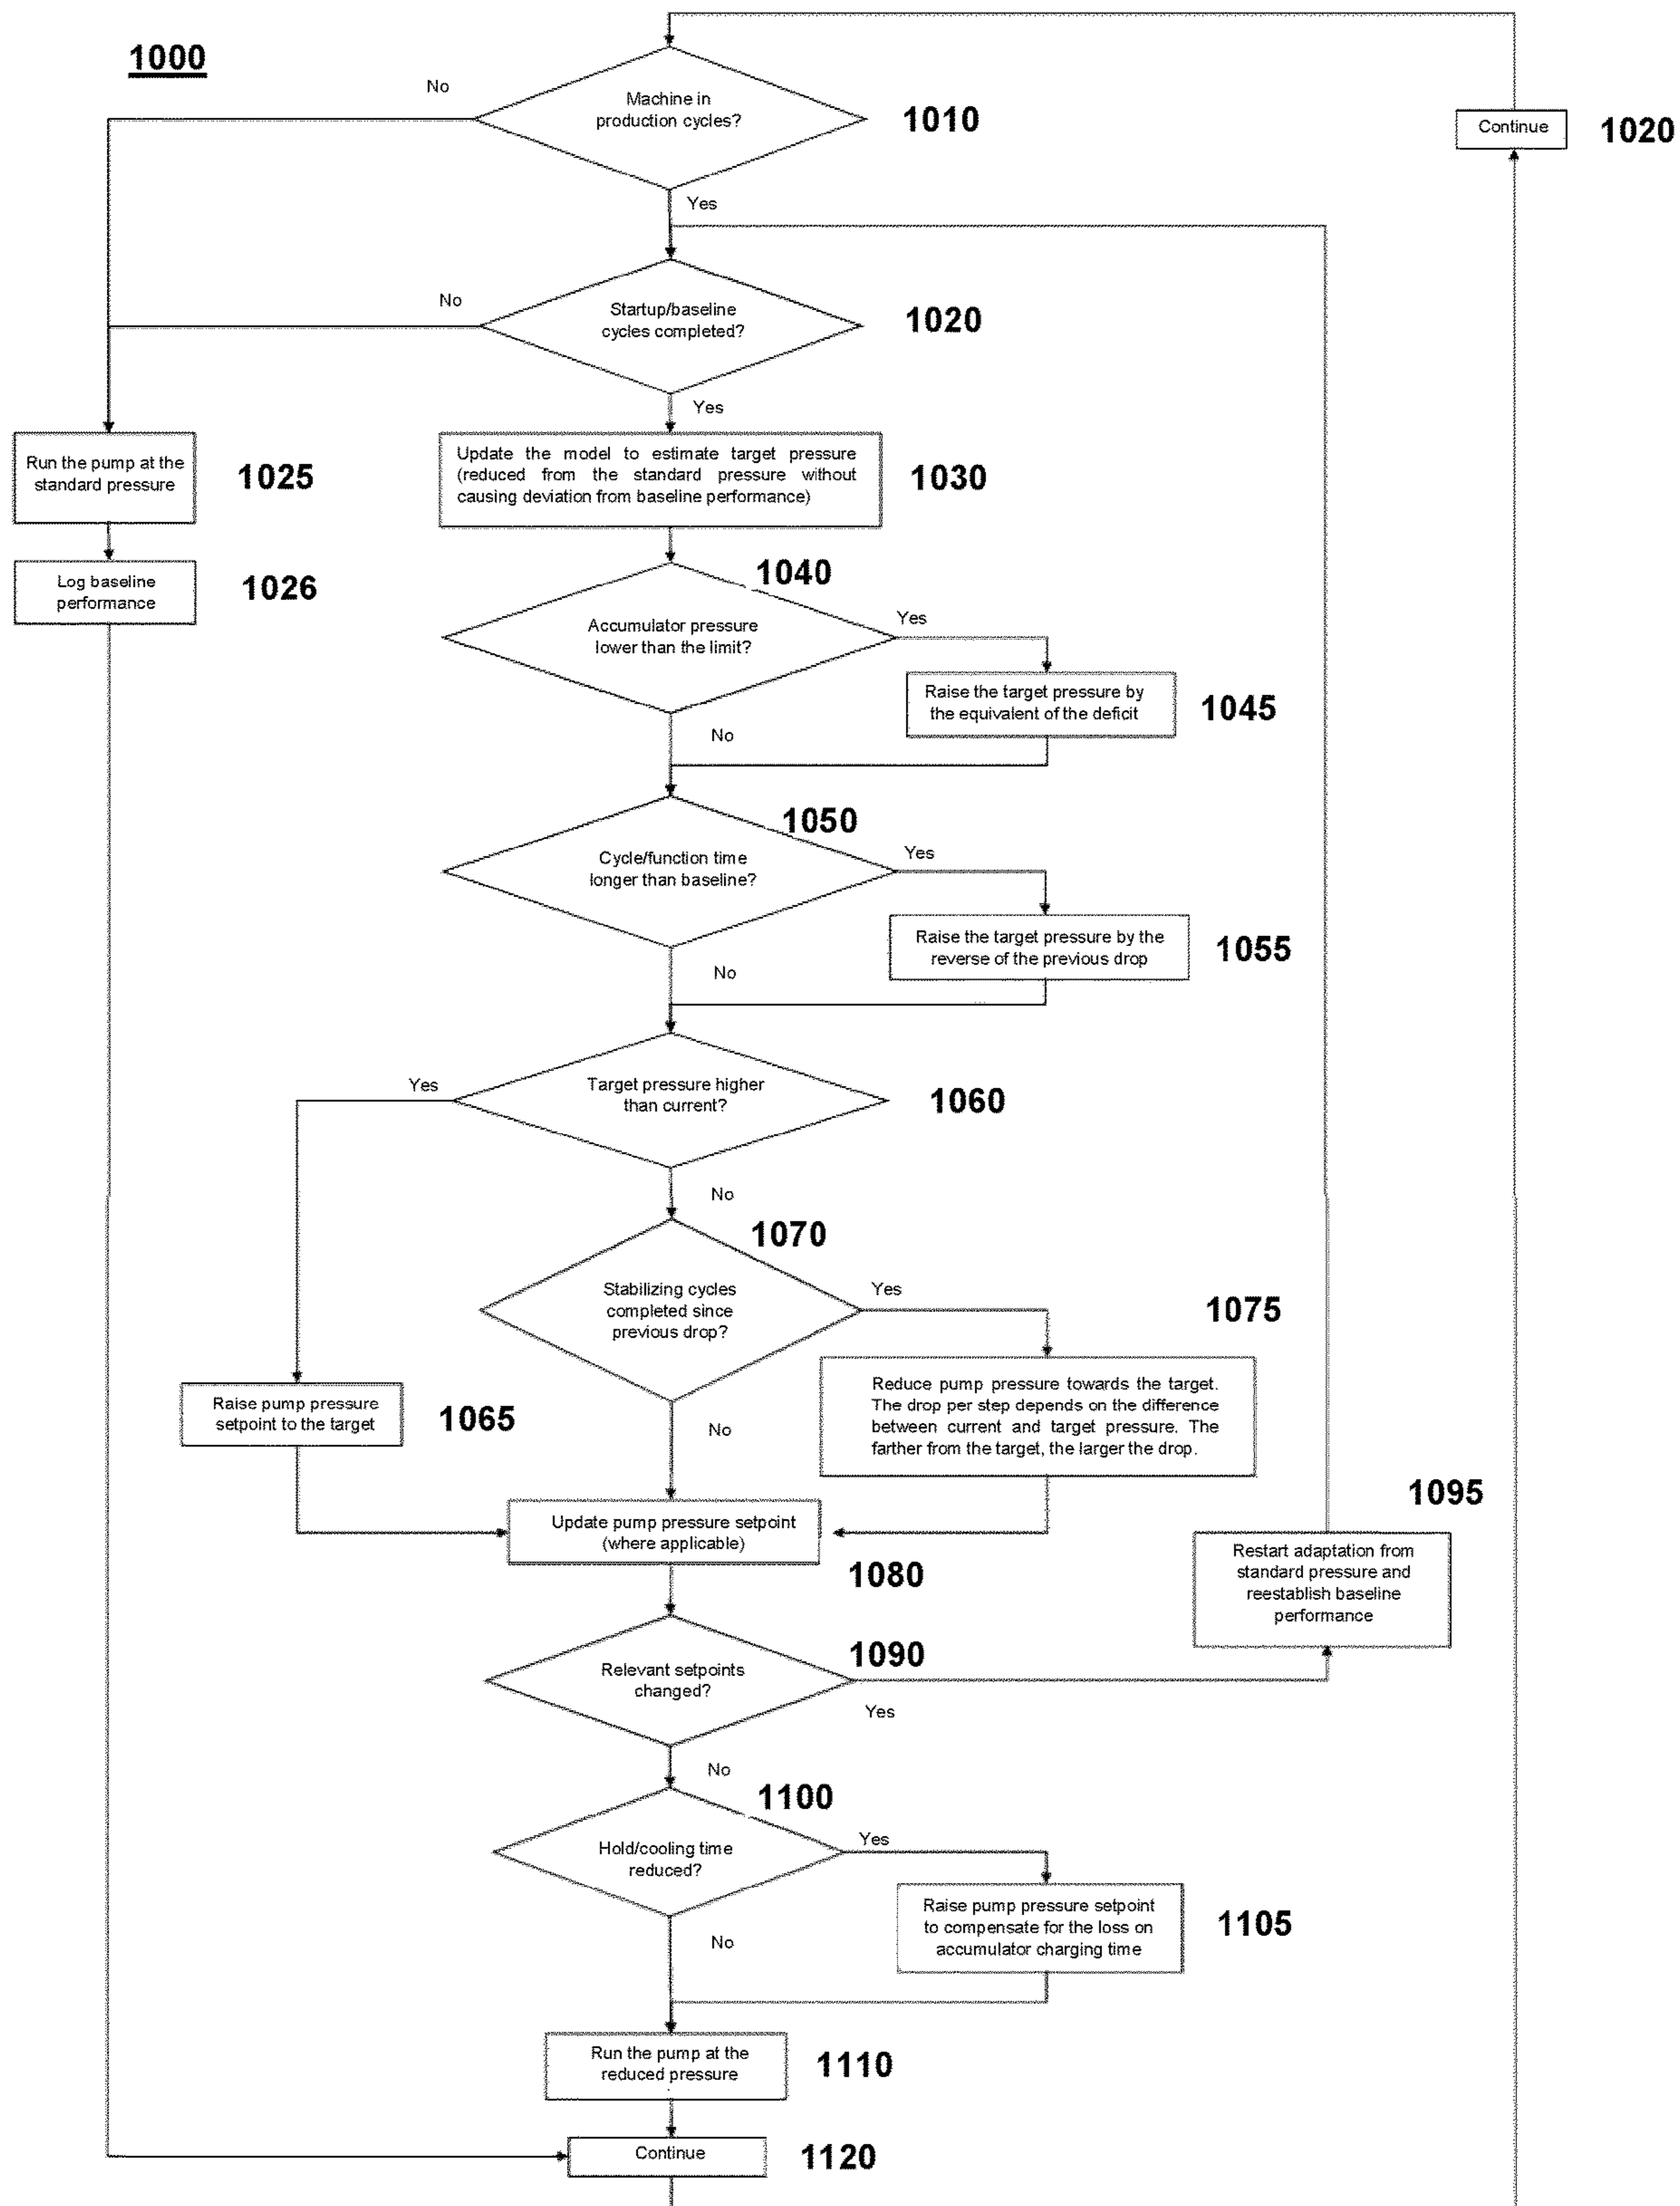 1000
No
Machine in
production cycles?
1010
Continue
1020
Yes
No
Startup/baseline
cycles completed?
1020
Yes
Run the pump at the
standard pressure
1025
Update the model to estimate target pressure
(reduced from the standard pressure without
causing deviation from baseline performance)
1030
Log baseline
performance
1026
1040
Accumulator pressure
lower than the limit?
Yes
Raise the target pressure by
the equivalent of the deficit
1045
No
1050
Cycle/function time
longer than baseline?
Yes
Raise the target pressure by the
reverse of the previous drop
1055
No
Yes
Target pressure higher
than current?
1060
No
1070
Stabilizing cycles
completed since
previous drop?
Yes
1075
Reduce pump pressure towards the target.
The drop per step depends on the difference
between current and target pressure. The
farther from the target, the larger the drop.
Raise pump pressure
setpoint to the target
1065
No
1095
Update pump pressure setpoint
(where applicable)
1080
Restart adaptation from
standard pressure and
reestablish baseline
performance
1090
Relevant setpoints
changed?
Yes
No
1100
Hold/cooling time
reduced?
Yes
Raise pump pressure setpoint
to compensate for the loss on
accumulator charging time
1105
No
Run the pump at the
reduced pressure
1110
Continue
1120